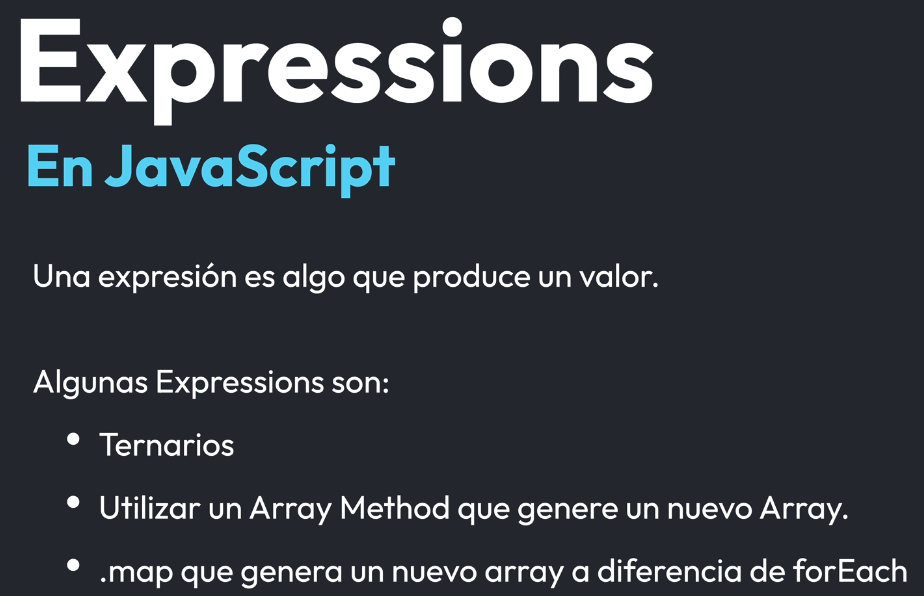 Expressions
En JavaScript
Una expresión es algo que produce un valor.
Algunas Expressions son:
• Ternarios
• Utilizar un Array Method que genere un nuevo Array.
• .map que genera un nuevo array a diferencia de forEach